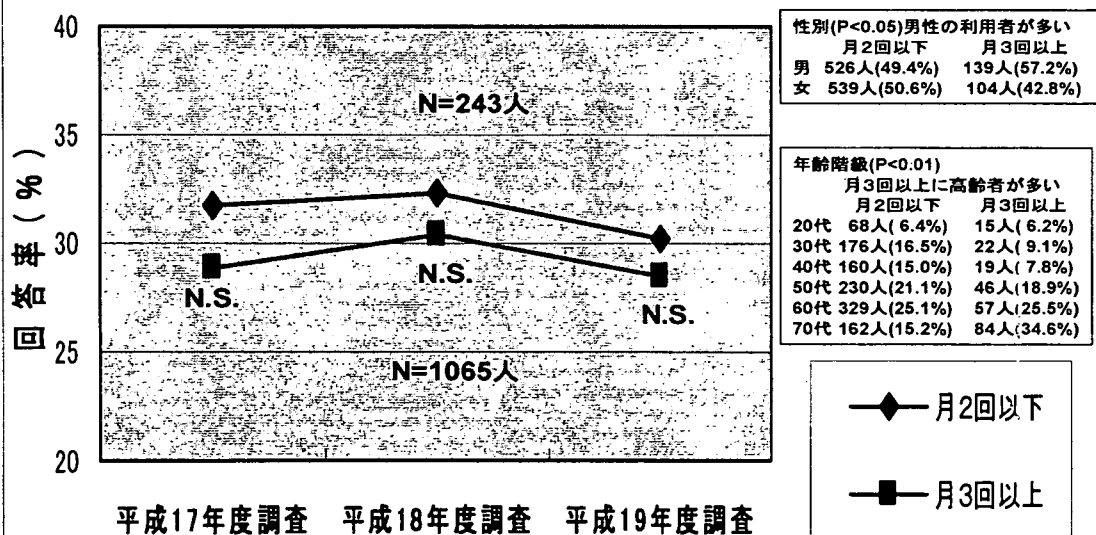 40
35
30
25
20
回答率(%)
N=243人
N.S.
N.S.
N.S.
N=1065人
平成17年度調査 平成18年度調査 平成19年度調査
性別(P<0.05)男性の利用者が多い
月2回以下 月3回以上
男 526人(49.4%) 139人(57.2%)
女 539人(50.6%) 104人(42.8%)
年齢階級(P<0.01)
月3回以上に高齢者が多い
月2回以下 月3回以上
20代 68人( 6.4%) 15人( 6.2%)
30代 176人(16.5%) 22人( 9.1%)
40代 160人(15.0%) 19人( 7.8%)
50代 230人(21.1%) 46人(18.9%)
60代 329人(25.1%) 57人(25.5%)
70代 162人(15.2%) 84人(34.6%)
月2回以下
月3回以上